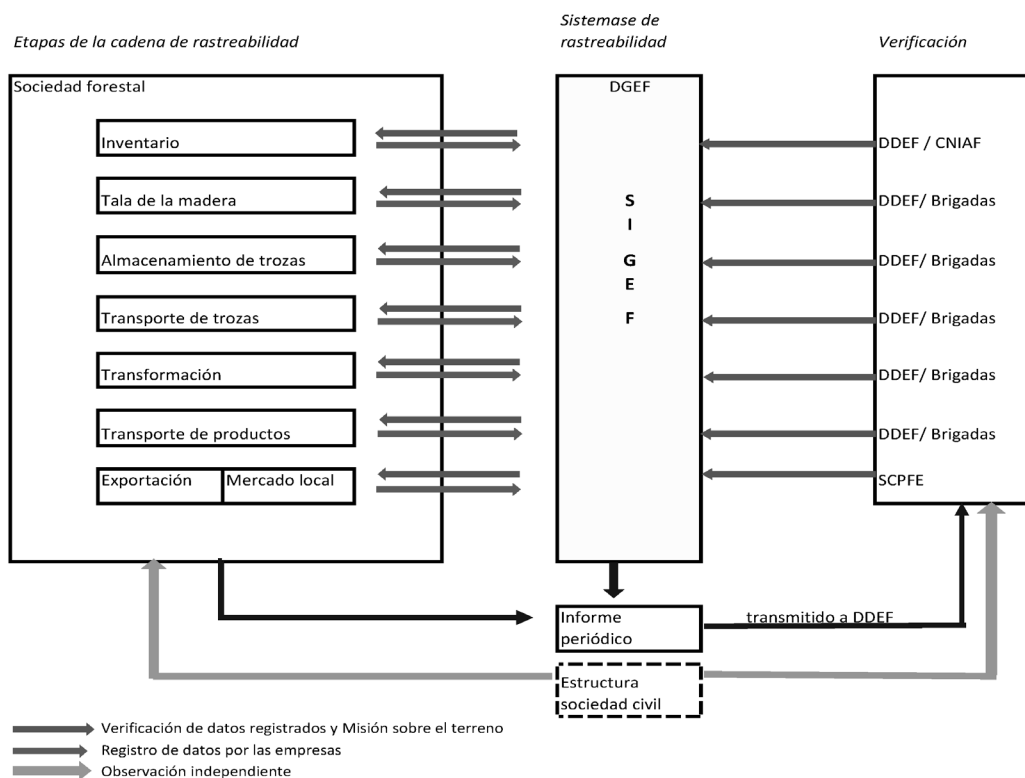 Etapas de la cadena de rastreabilidad
Sistemase de
rastreabilidad
Verificación
Sociedad forestal
Inventario
Tala de la madera
Almacenamiento de trozas
Transporte de trozas
Transformación
Transporte de productos
Exportación
Mercado local
DGEF
S
I
G
E
F
DDEF / CNIAF
DDEF/ Brigadas
DDEF/ Brigadas
DDEF/ Brigadas
DDEF/ Brigadas
DDEF/ Brigadas
SCPFE
Informe
periódico
transmitido a DDEF
Estructura
sociedad civil
Verificación de datos registrados y Misión sobre el terreno
Registro de datos por las empresas
Observación independiente